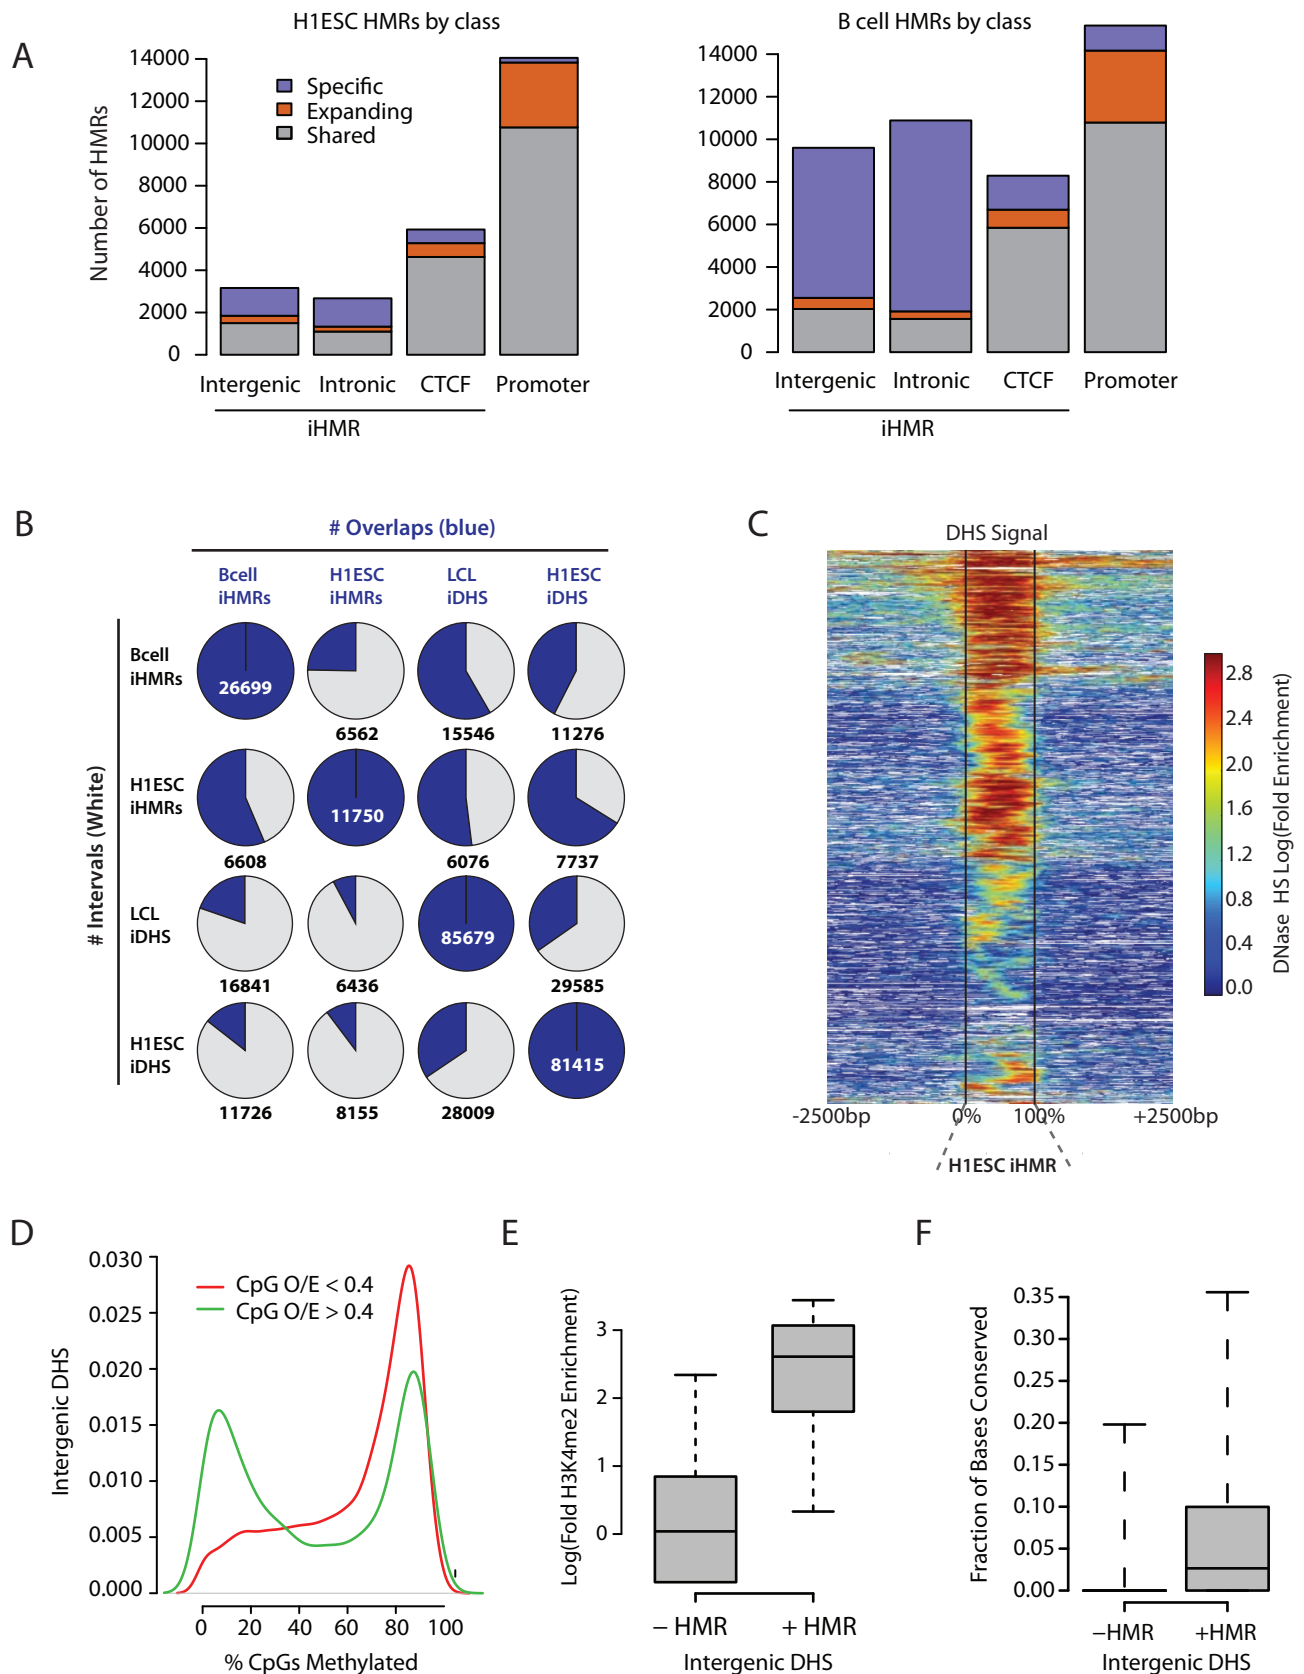 A
H1ESC HMRs by class
Number of HMRs
14000
12000
10000
8000
6000
4000
2000
0
Specific
Expanding
Shared
Intergenic Intronic CTCF Promoter
iHMR
B cell HMRs by class
14000
12000
10000
8000
6000
4000
2000
0
Intergenic Intronic CTCF Promoter
iHMR
B
# Overlaps (blue)
Bcell iHMRs
H1ESC iHMRs
LCL iDHS
H1ESC iDHS
# Intervals (White)
Bcell iHMRs
26699
6562
15546
11276
H1ESC iHMRs
6608
11750
6076
7737
LCL iDHS
16841
6436
85679
29585
H1ESC iDHS
11726
8155
28009
81415
C
DHS Signal
-2500bp 0% 100% +2500bp
H1ESC iHMR
2.8
2.4
2.0
1.6
1.2
0.8
0.4
0.0
DNase HS Log(Fold Enrichment)
D
Intergenic DHS
0.030
0.025
0.020
0.015
0.010
0.005
0.000
CpG O/E < 0.4
CpG O/E > 0.4
0 20 40 60 80 100
% CpGs Methylated
E
Log(Fold H3K4me2 Enrichment)
3
2
1
0
− HMR + HMR
Intergenic DHS
F
Fraction of Bases Conserved
0.35
0.30
0.25
0.20
0.15
0.10
0.05
0.00
−HMR +HMR
Intergenic DHS